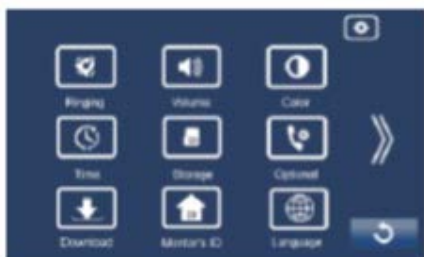 Ringing Volume Color
Time Storage Optional
Download Monitor's ID Language